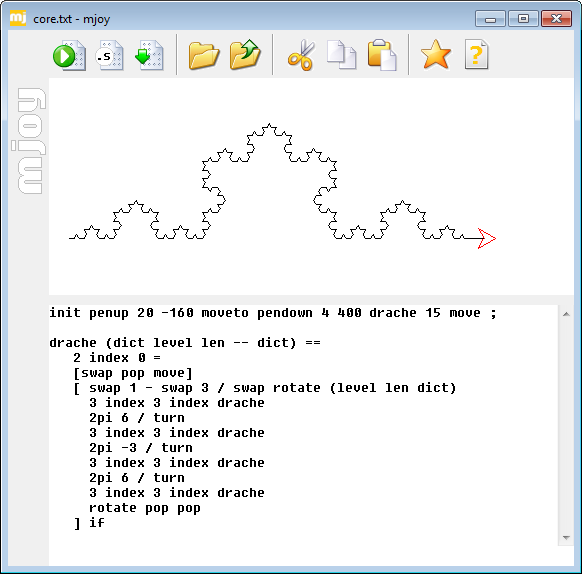 core.txt - mjoy
mj
.s
?
mjoy
init penup 20 -160 moveto pendown 4 400 drache 15 move ;
drache (dict level len -- dict) ==
2 index 0 =
[swap pop move]
[ swap 1 - swap 3 / swap rotate (level len dict)
3 index 3 index drache
2pi 6 / turn
3 index 3 index drache
2pi -3 / turn
3 index 3 index drache
2pi 6 / turn
3 index 3 index drache
rotate pop pop
] if